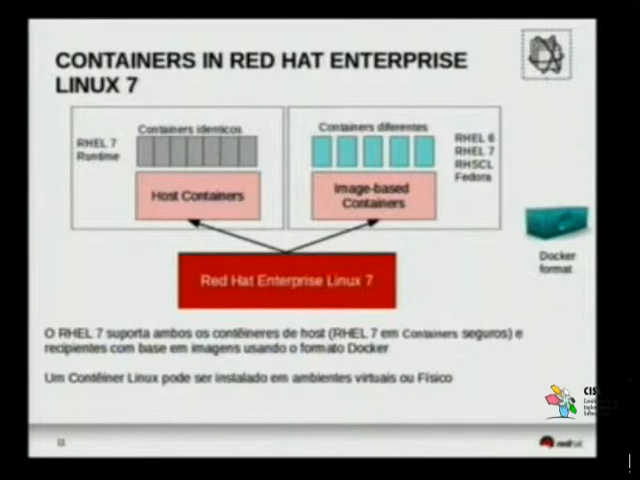 CONTAINERS IN RED HAT ENTERPRISE
LINUX 7
Containers identicos
RHEL 7
Runtime
Host Containers
Containers diferentes
RHEL 6
RHEL 7
RHSCL
Fedora
Image-based
Containers
Red Hat Enterprise Linux 7
Docker
format
O RHEL 7 suporta ambos os contêineres de host (RHEL 7 em Containers seguros) e
recipientes com base em imagens usando o formato Docker
Um Contêiner Linux pode ser instalado em ambientes virtuais ou Físico
CIS
redhat